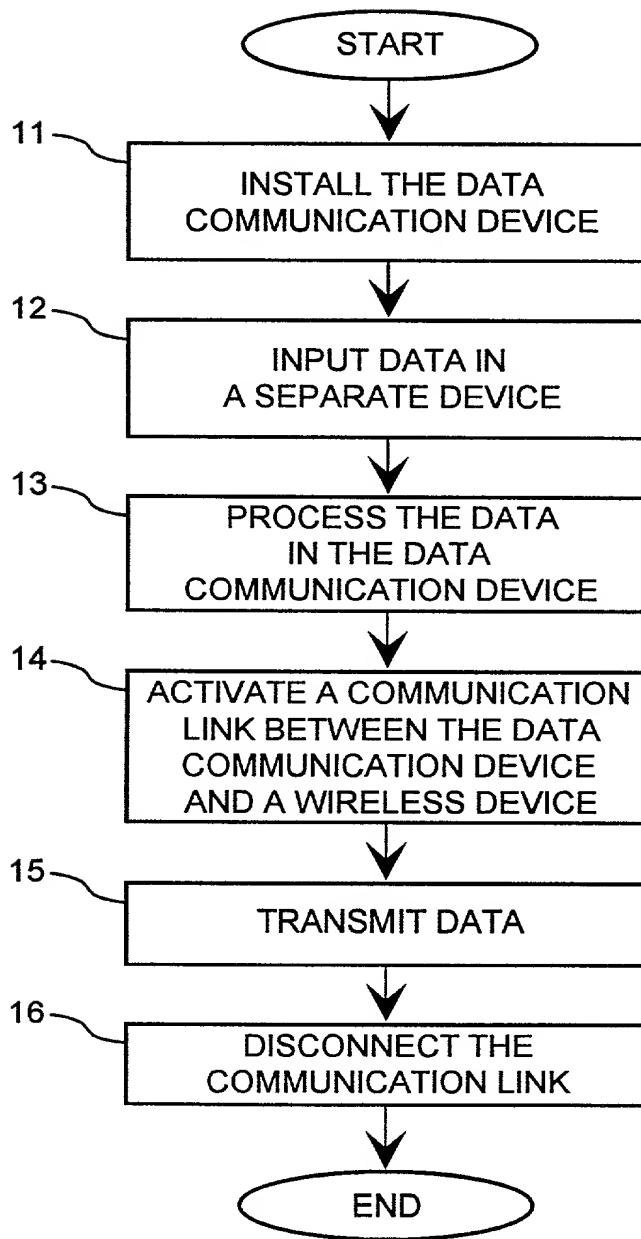 START
11
INSTALL THE DATA
COMMUNICATION DEVICE
12
INPUT DATA IN
A SEPARATE DEVICE
13
PROCESS THE DATA
IN THE DATA
COMMUNICATION DEVICE
14
ACTIVATE A COMMUNICATION
LINK BETWEEN THE DATA
COMMUNICATION DEVICE
AND A WIRELESS DEVICE
15
TRANSMIT DATA
16
DISCONNECT THE
COMMUNICATION LINK
END